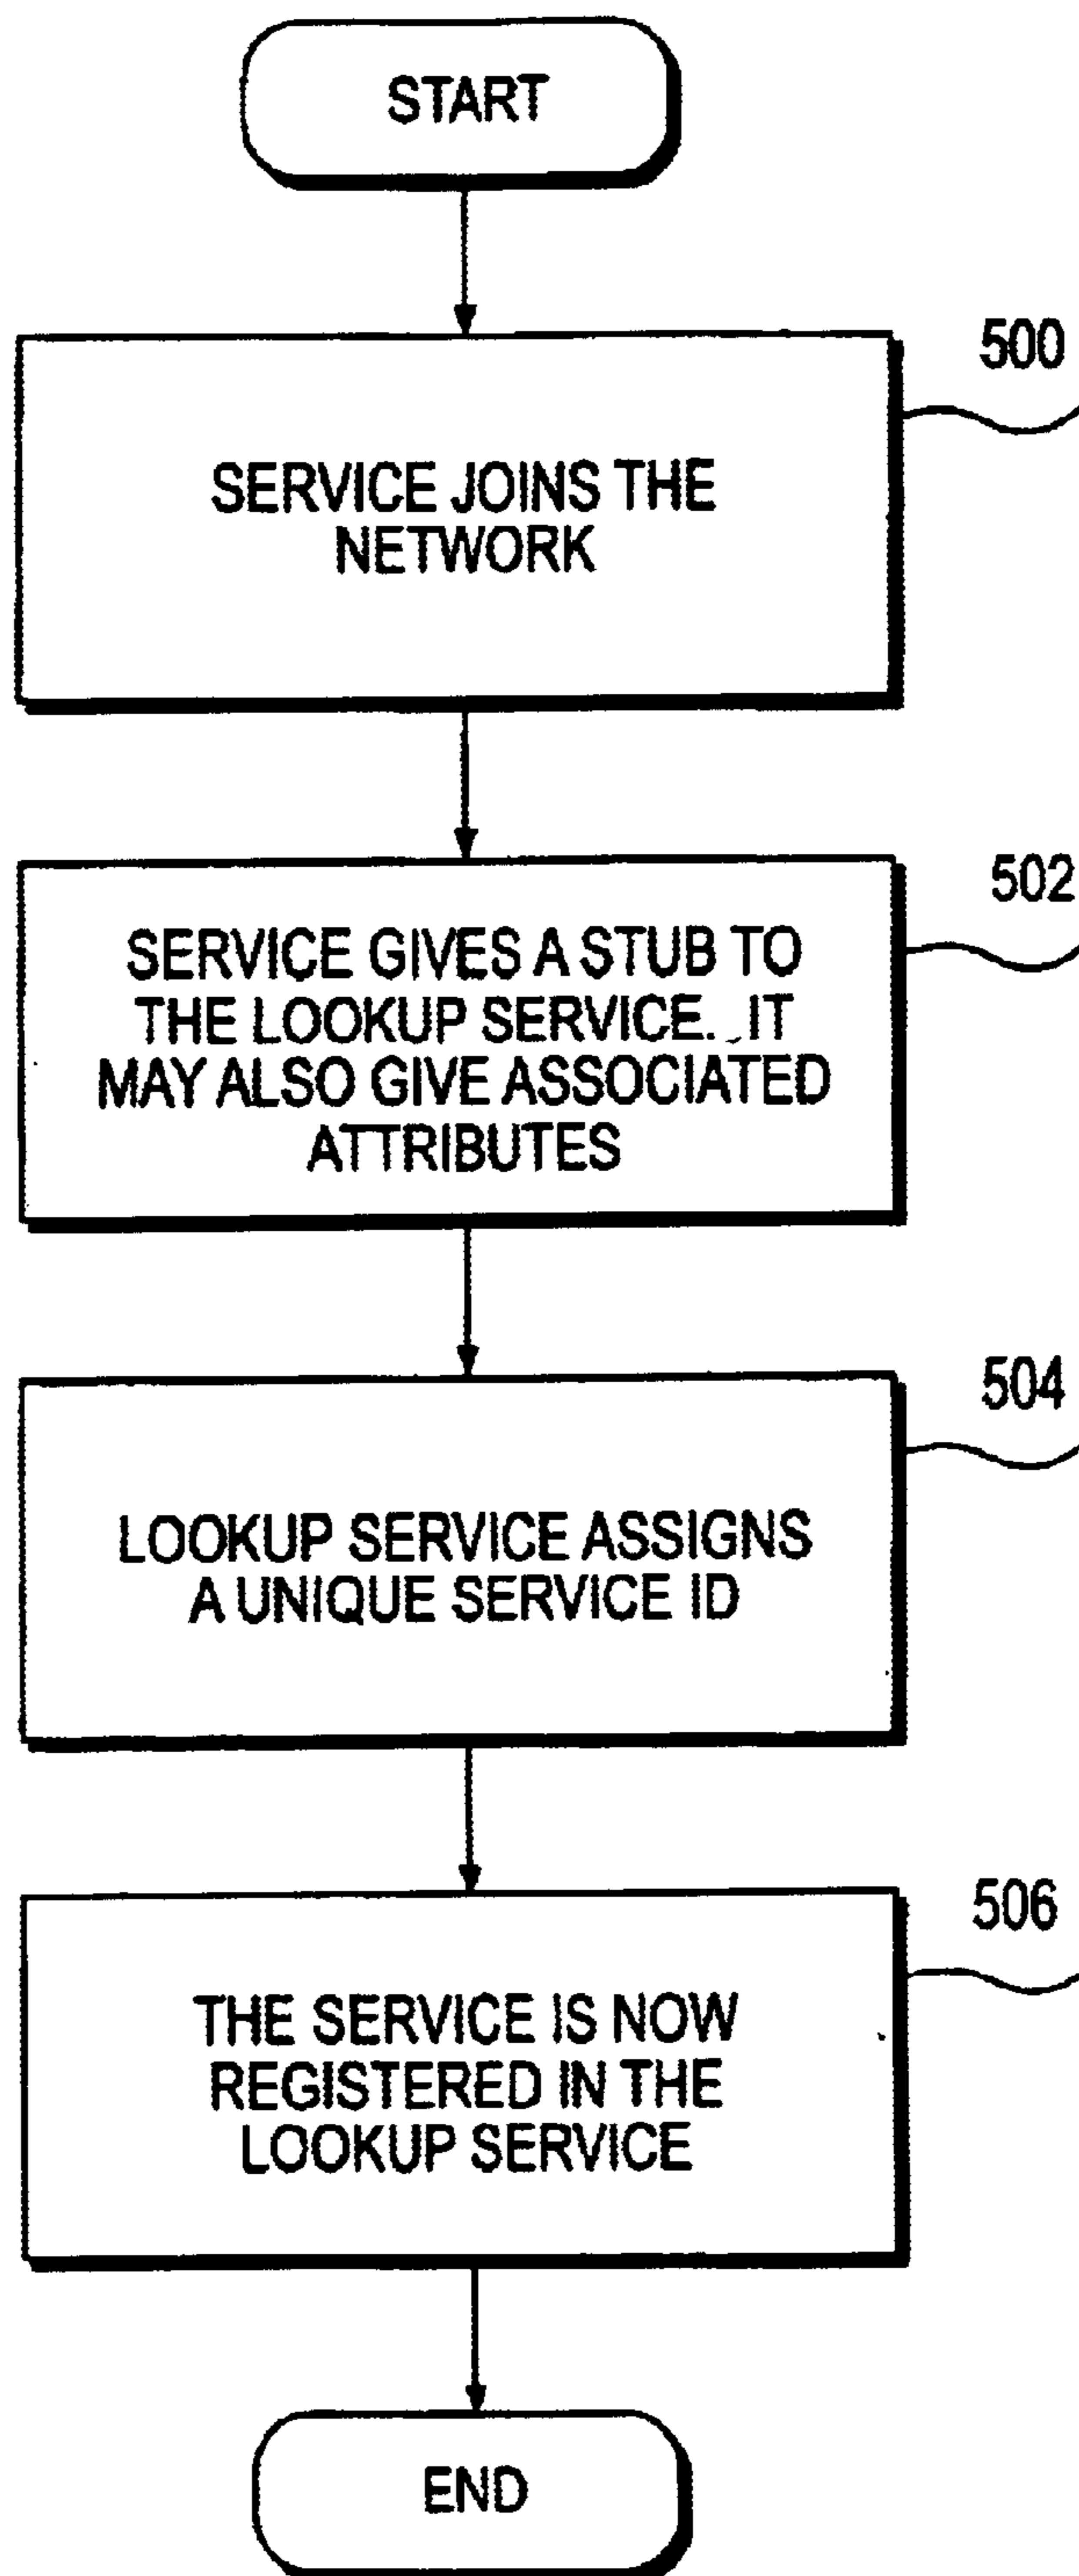 START
500
SERVICE JOINS THE
NETWORK
502
SERVICE GIVES A STUB TO
THE LOOKUP SERVICE. IT
MAY ALSO GIVE ASSOCIATED
ATTRIBUTES
504
LOOKUP SERVICE ASSIGNS
A UNIQUE SERVICE ID
506
THE SERVICE IS NOW
REGISTERED IN THE
LOOKUP SERVICE
END